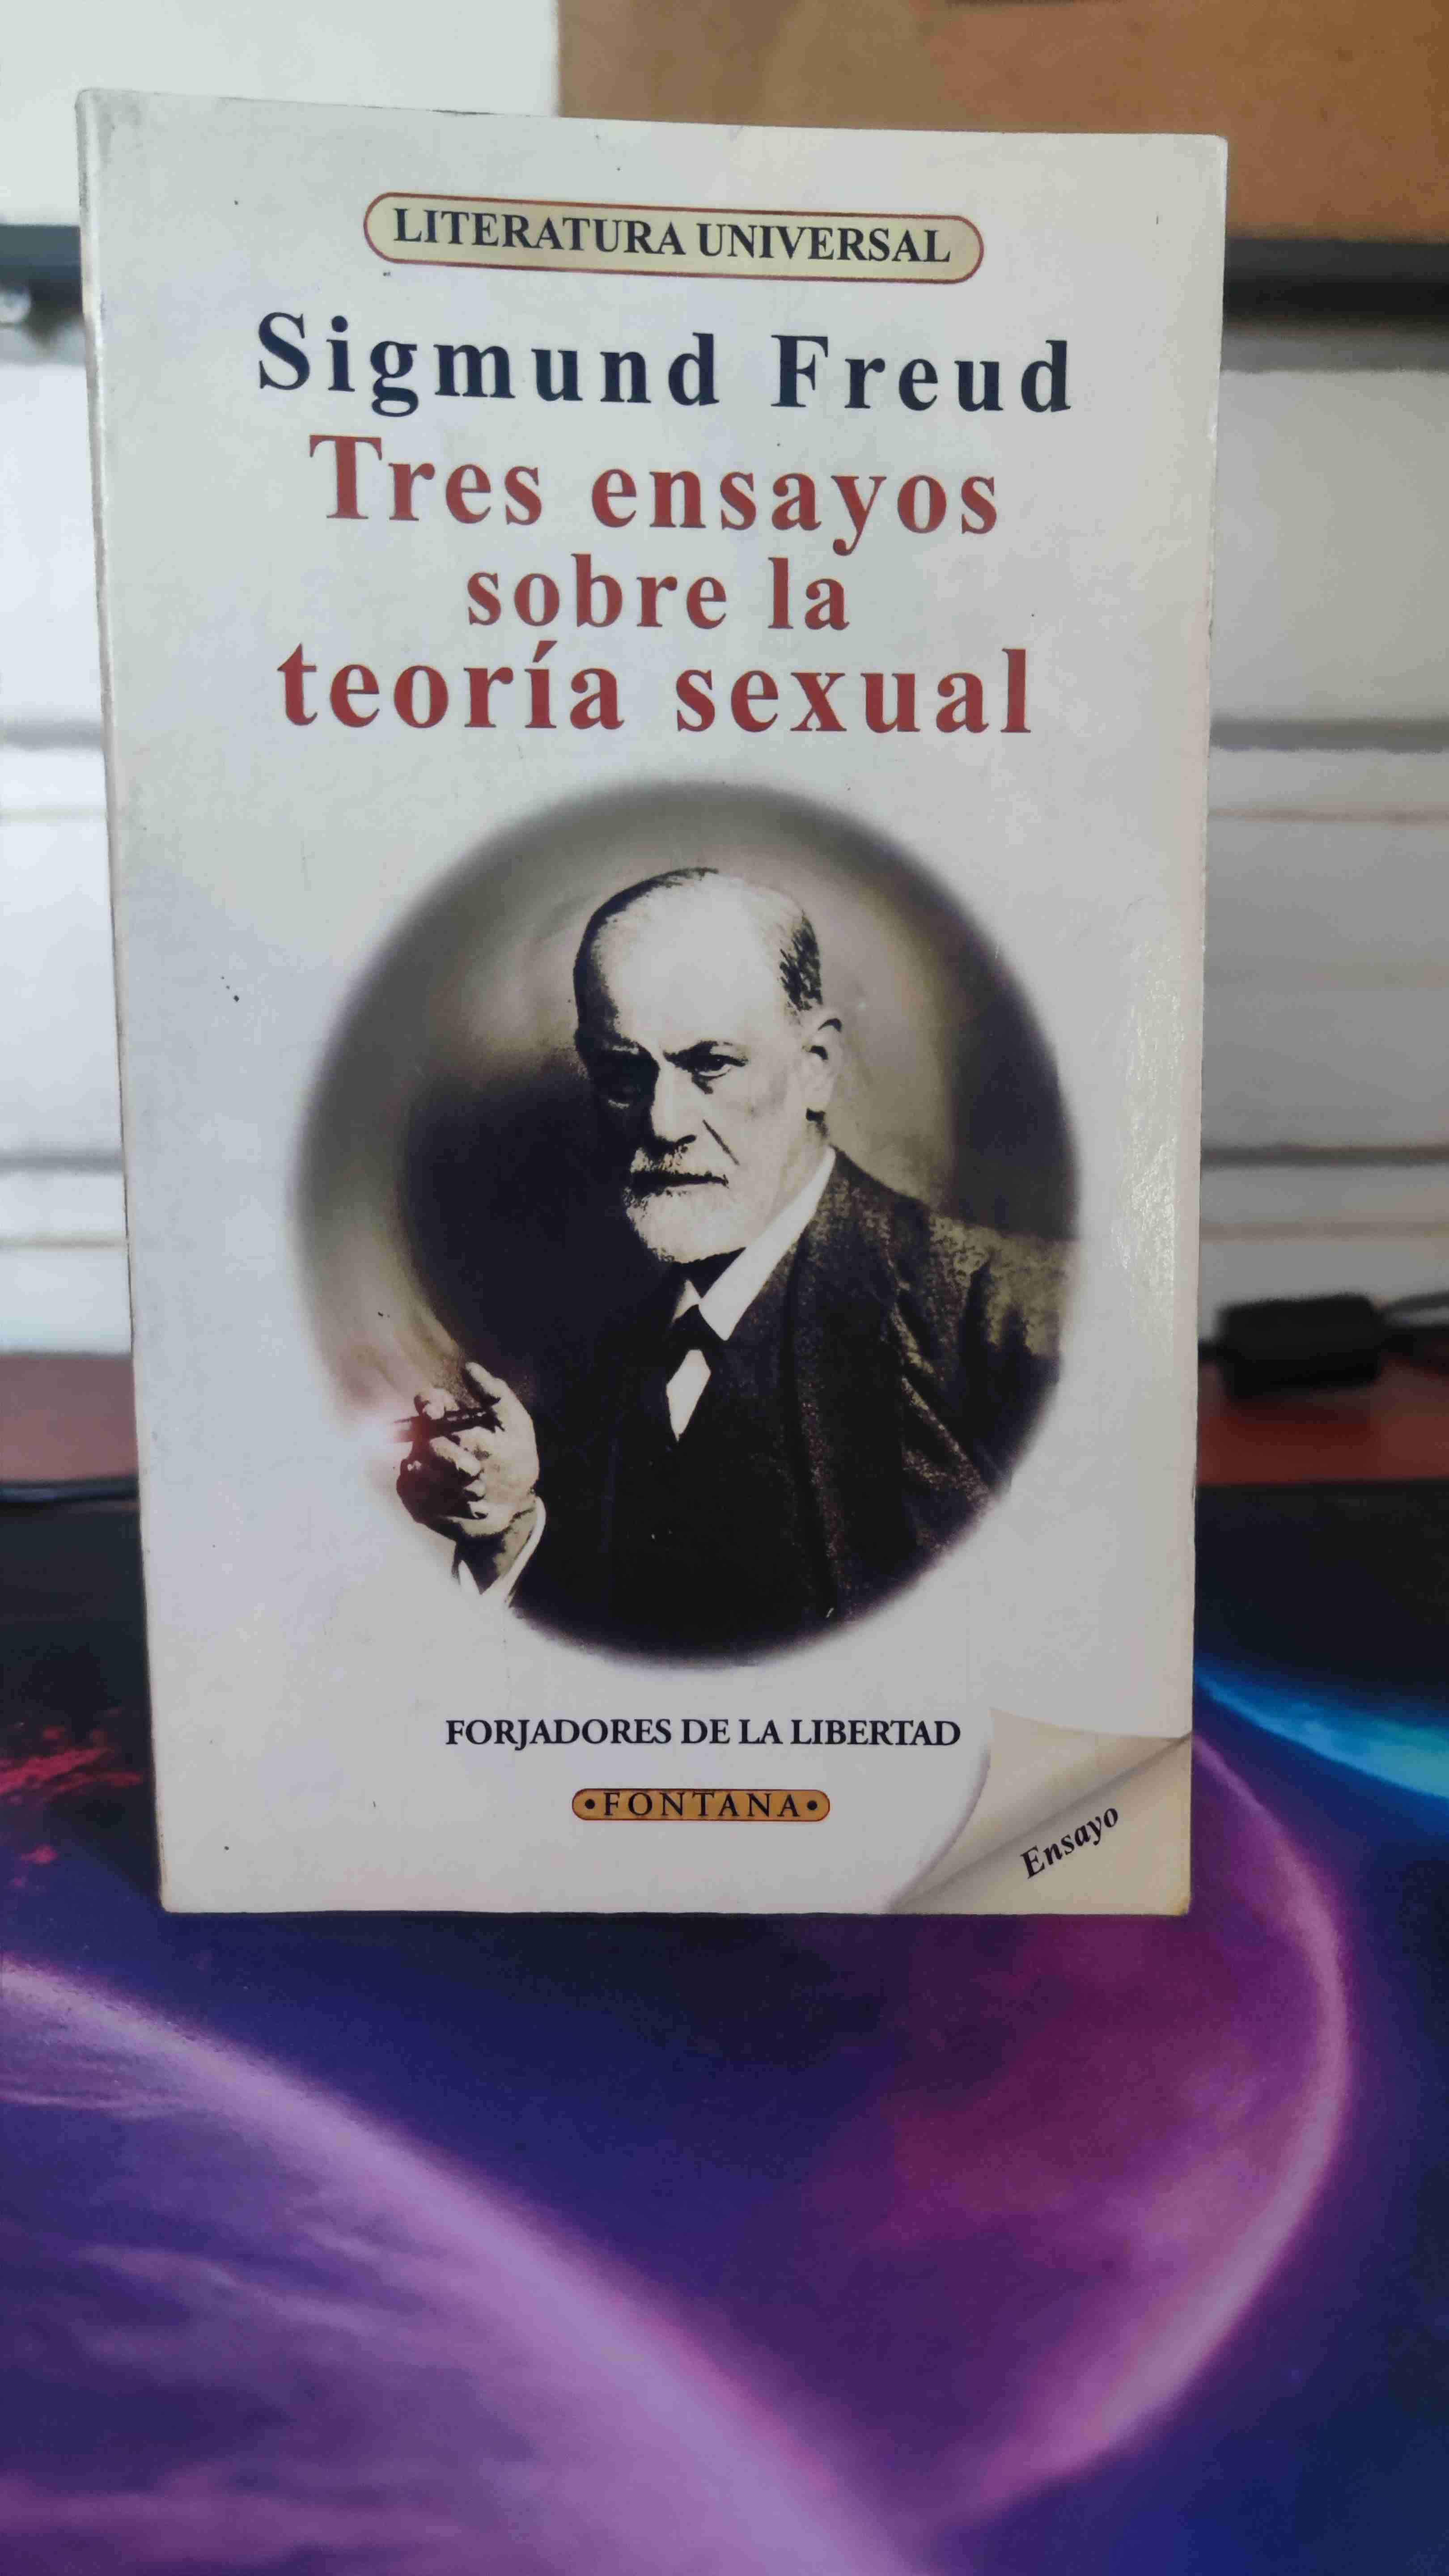 LITERATURA UNIVERSAL
Sigmund Freud
Tres ensayos
sobre la
teoría sexual
FORJADORES DE LA LIBERTAD
•FONTANA•
Ensayo